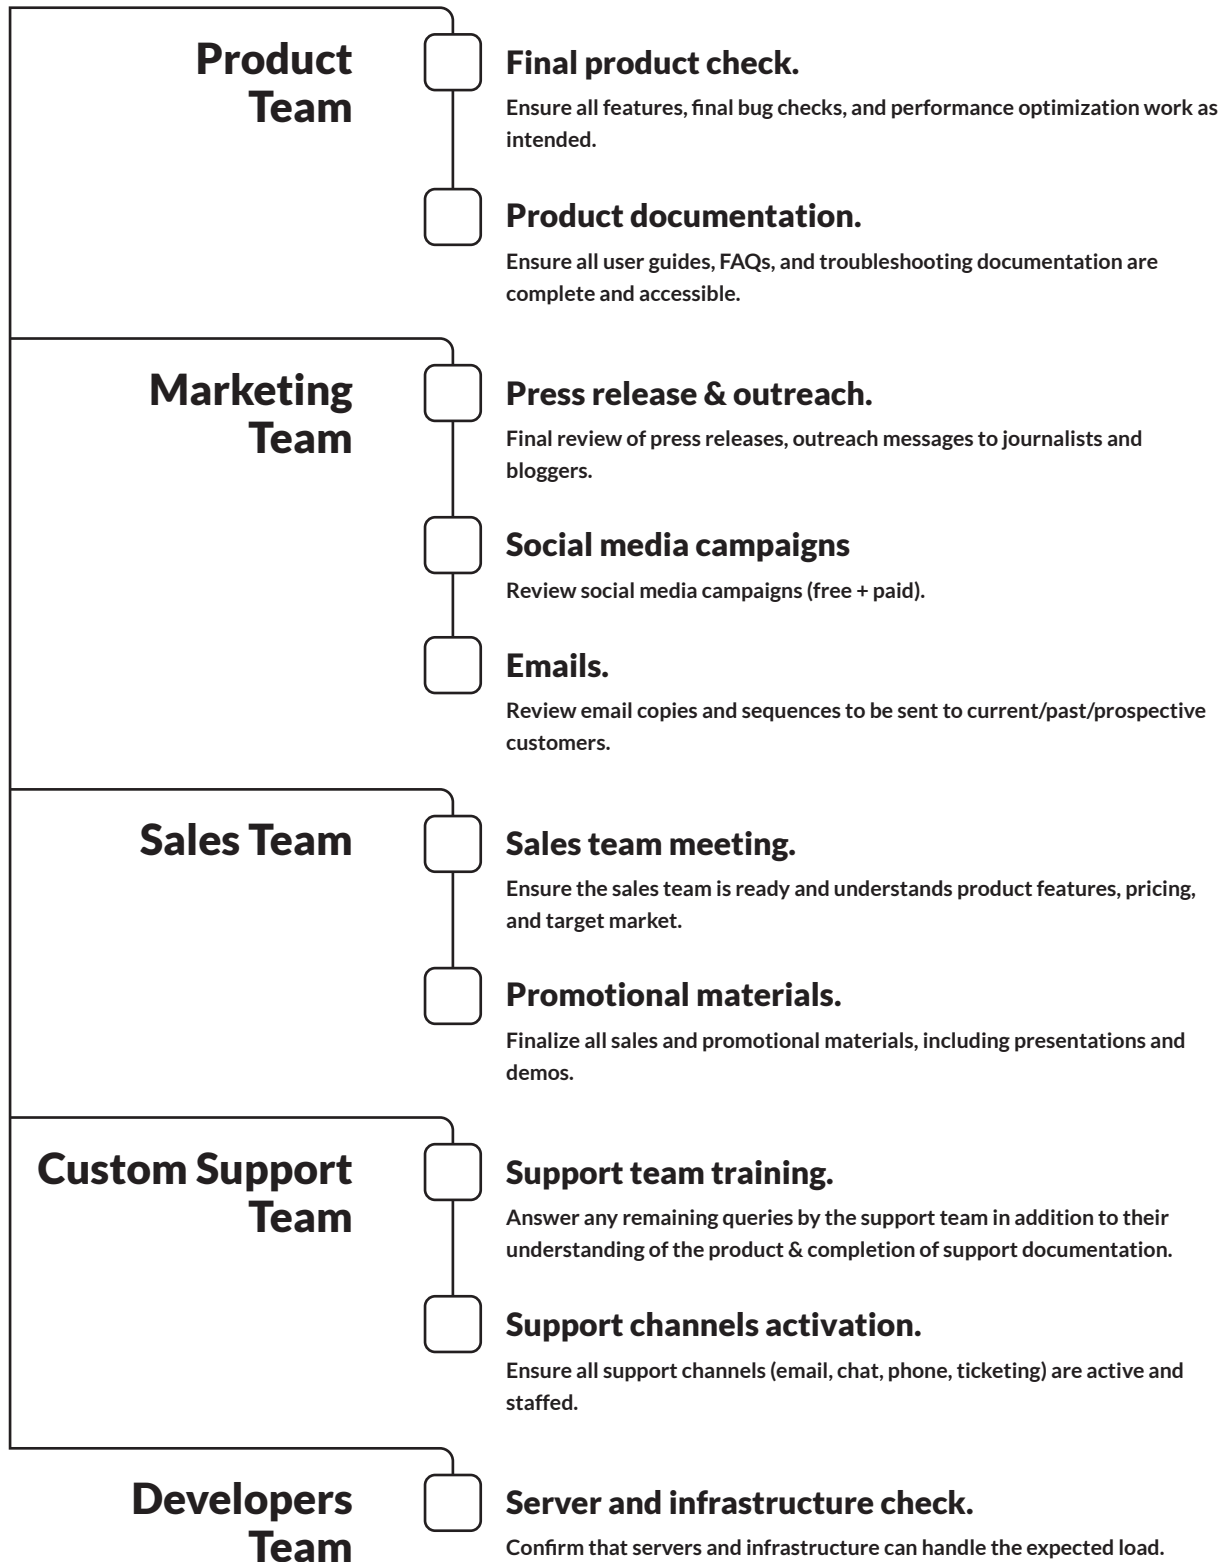 Product
Team
Final product check.
Ensure all features, final bug checks, and performance optimization work as
intended.
Product documentation.
Ensure all user guides, FAQs, and troubleshooting documentation are
complete and accessible.
Marketing
Team
Press release & outreach.
Final review of press releases, outreach messages to journalists and
bloggers.
Social media campaigns
Review social media campaigns (free + paid).
Emails.
Review email copies and sequences to be sent to current/past/prospective
customers.
Sales Team
Sales team meeting.
Ensure the sales team is ready and understands product features, pricing,
and target market.
Promotional materials.
Finalize all sales and promotional materials, including presentations and
demos.
Custom Support
Team
Support team training.
Answer any remaining queries by the support team in addition to their
understanding of the product & completion of support documentation.
Support channels activation.
Ensure all support channels (email, chat, phone, ticketing) are active and
staffed.
Developers
Team
Server and infrastructure check.
Confirm that servers and infrastructure can handle the expected load.